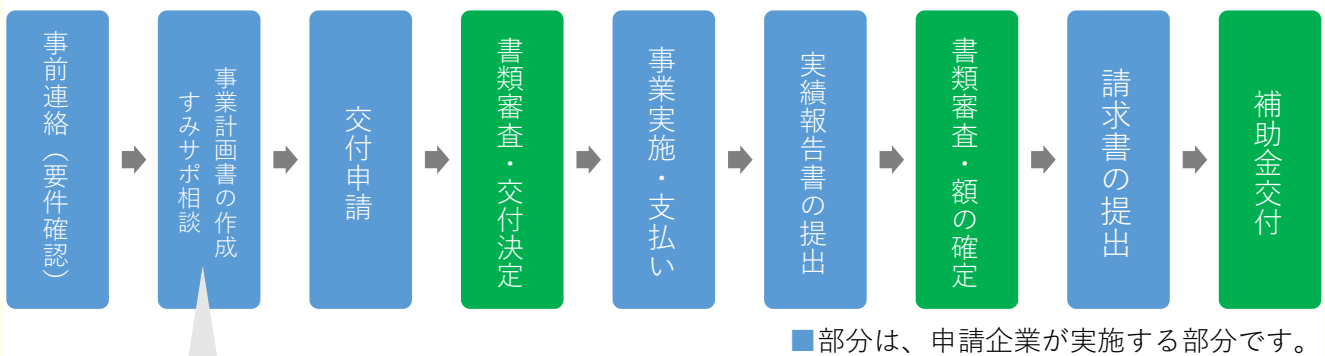 事前連絡（要件確認）
事業計画書の作成
すみサポ相談
交付申請
書類審査・交付決定
事業実施・支払い
実績報告書の提出
書類審査・額の確定
請求書の提出
補助金交付
■部分は、申請企業が実施する部分です。